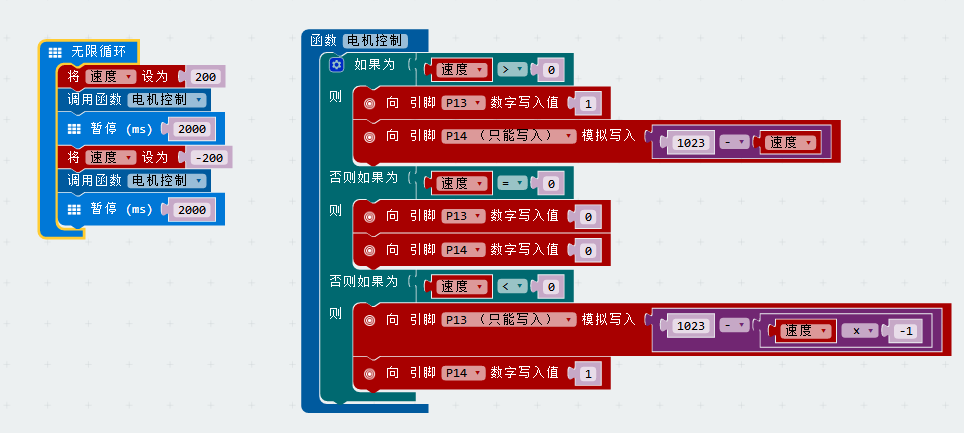 无限循环
将 速度 设为 200
调用函数 电机控制
暂停 (ms) 2000
将 速度 设为 -200
调用函数 电机控制
暂停 (ms) 2000
函数 电机控制
如果为 速度 > 0
则 向 引脚 P13 数字写入值 1
向 引脚 P14 (只能写入) 模拟写入 1023 - 速度
否则如果为 速度 = 0
则 向 引脚 P13 数字写入值 0
向 引脚 P14 数字写入值 0
否则如果为 速度 < 0
则 向 引脚 P13 (只能写入) 模拟写入 1023 - 速度 x -1
向 引脚 P14 数字写入值 1